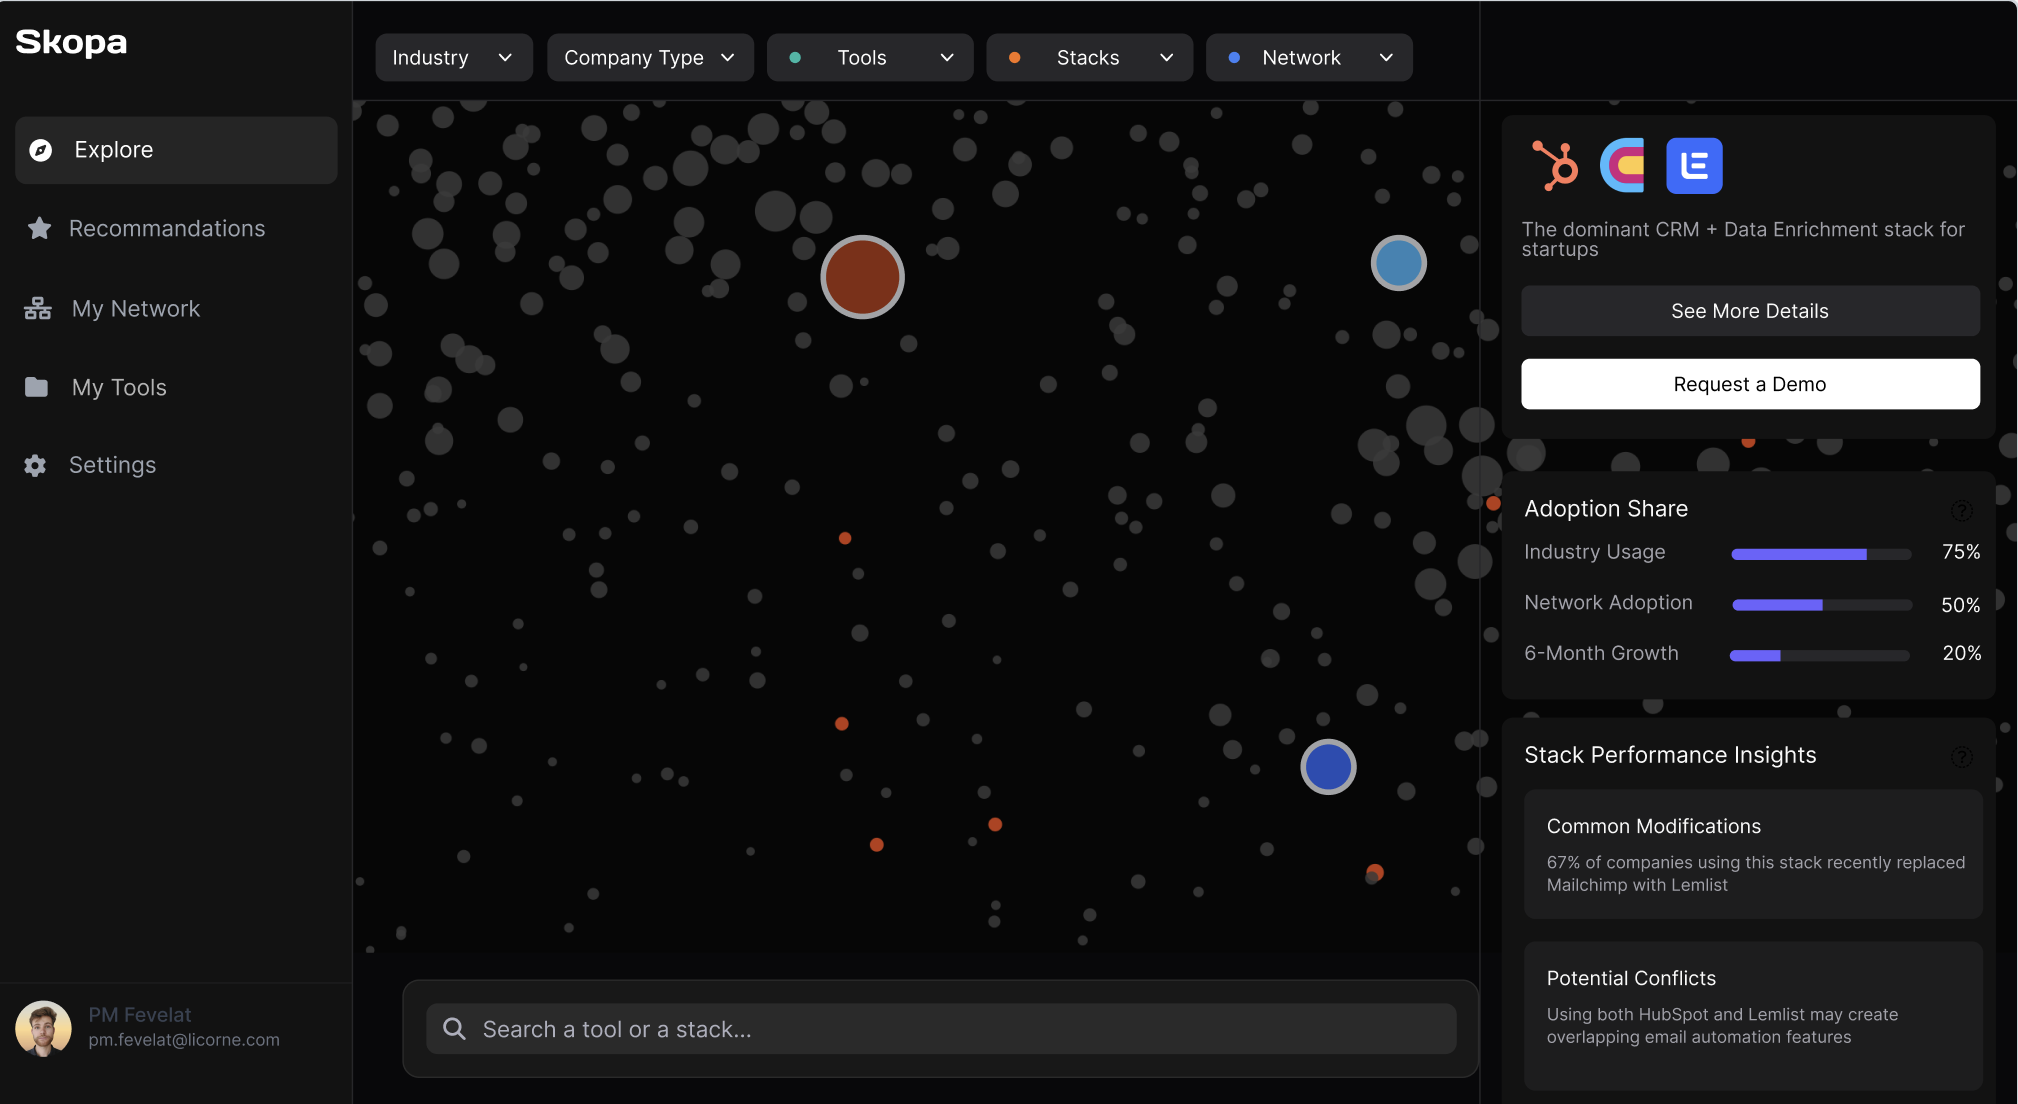 Skopa
Explore
Recommandations
My Network
My Tools
Settings
PM Fevelat
pm.fevelat@licorne.com
Industry
Company Type
Tools
Stacks
Network
Search a tool or a stack...
The dominant CRM + Data Enrichment stack for
startups
See More Details
Request a Demo
Adoption Share
?
Industry Usage
75%
Network Adoption
50%
6-Month Growth
20%
Stack Performance Insights
?
Common Modifications
67% of companies using this stack recently replaced
Mailchimp with Lemlist
Potential Conflicts
Using both HubSpot and Lemlist may create
overlapping email automation features